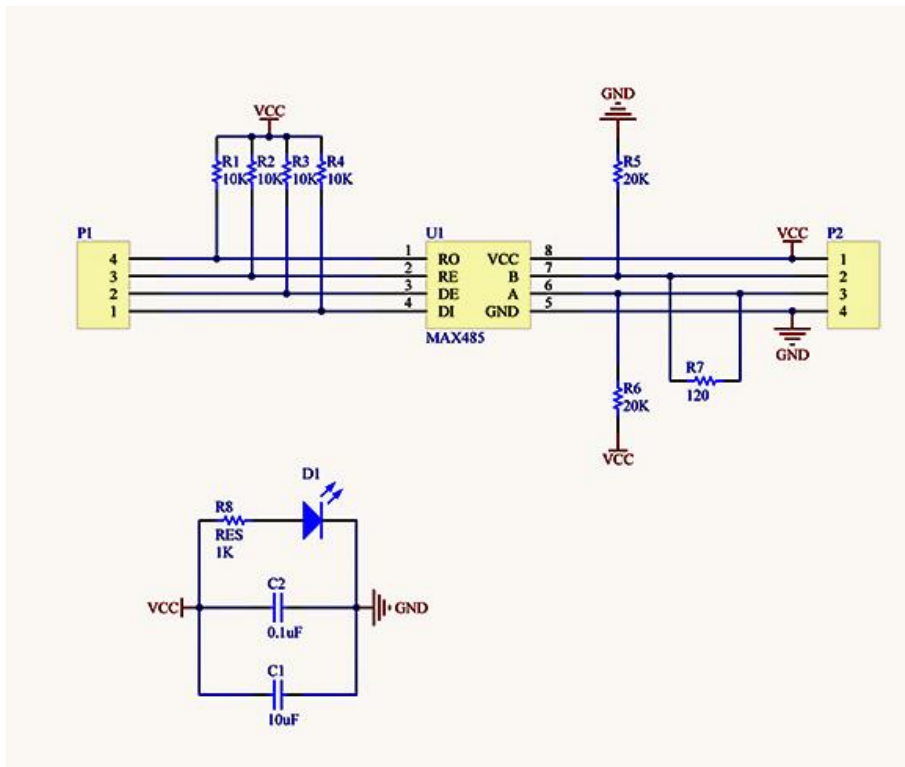 GND
VCC
R1 R2 R3 R4
10K 10K 10K 10K
R5
20K
P1
U1
VCC
P2
4
3
2
1
1
2
3
4
RO
RE
DE
DI
VCC
B
A
GND
8
7
6
5
1
2
3
4
MAX485
GND
R7
120
R6
20K
VCC
D1
R8
RES
1K
C2
VCC
GND
0.1uF
C1
10uF